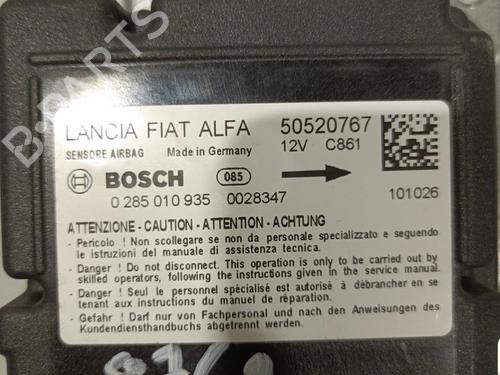 LANCIA FIAT ALFA 50520767
SENSORE AIRBAG Made in Germany 12V C861
BOSCH 085
0 285 010 935 0028347 101026
ATTENZIONE - CAUTION - ATTENTION - ACHTUNG
- Pericolo ! Non scollegare se non da personale specializzato e seguendo
le istruzioni del manuale di assistenza tecnica.
- Danger ! Do not disconnect. This operation is only to be carried out by
skilled operators, following the instructions given in the service manual.
- Danger ! Seul le personnel spécialisé est autorisé à débrancher en se
tenant aux instructions du manuel de réparation.
- Gefahr ! Darf nur von Fachpersonal und nach den Anweisungen des
Kundendiensthandbuchs abgetrennt werden.